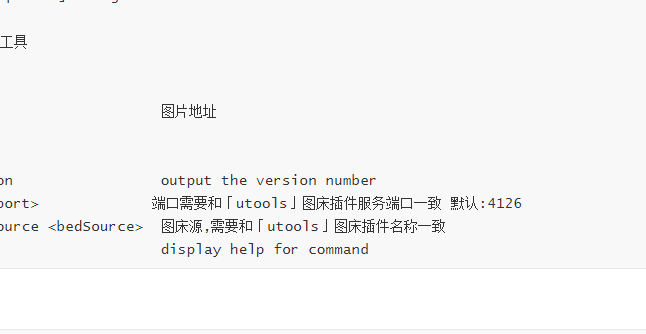 工具
图片地址
on output the version number
port> 端口需要和「utools」图床插件服务端口一致 默认:4126
ource <bedSource> 图床源,需要和「utools」图床插件名称一致
display help for command